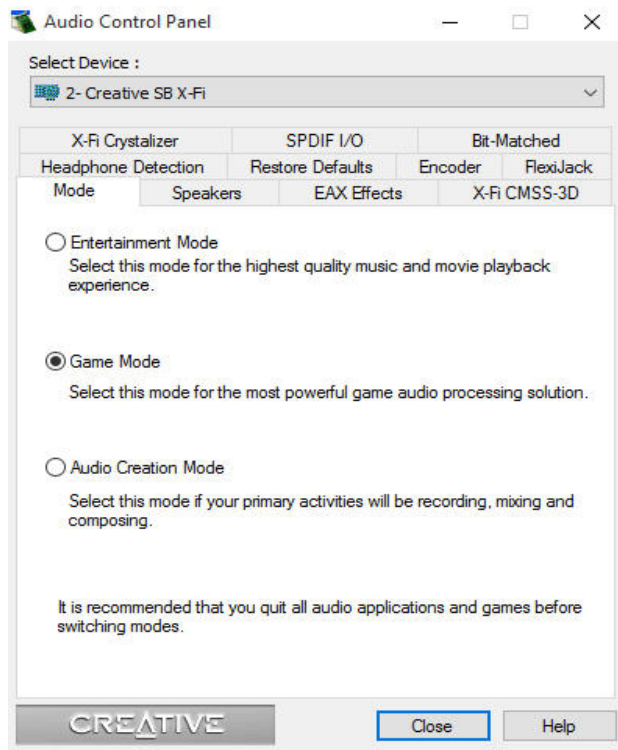 Audio Control Panel
Select Device :
2- Creative SB X-Fi
X-Fi Crystalizer SPDIF I/O Bit-Matched
Headphone Detection Restore Defaults Encoder FlexiJack
Mode Speakers EAX Effects X-Fi CMSS-3D
Entertainment Mode
Select this mode for the highest quality music and movie playback
experience.
Game Mode
Select this mode for the most powerful game audio processing solution.
Audio Creation Mode
Select this mode if your primary activities will be recording, mixing and
composing.
It is recommended that you quit all audio applications and games before
switching modes.
CREATIVE Close Help